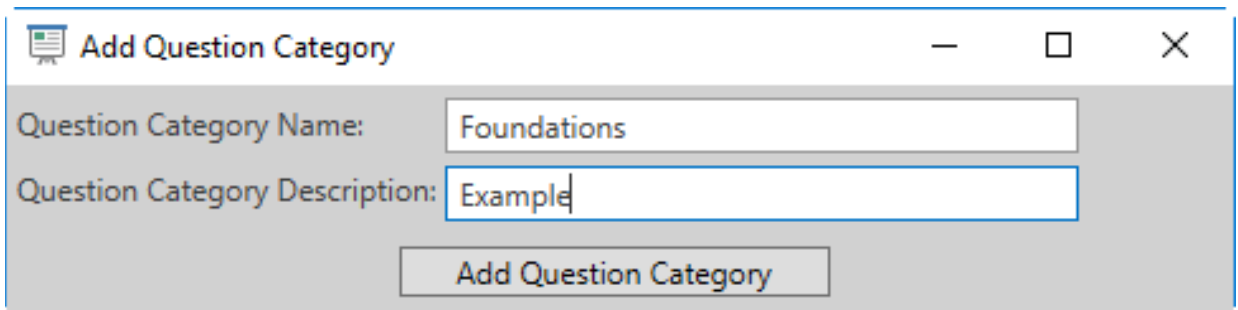 Add Question Category
Question Category Name: Foundations
Question Category Description: Example
Add Question Category